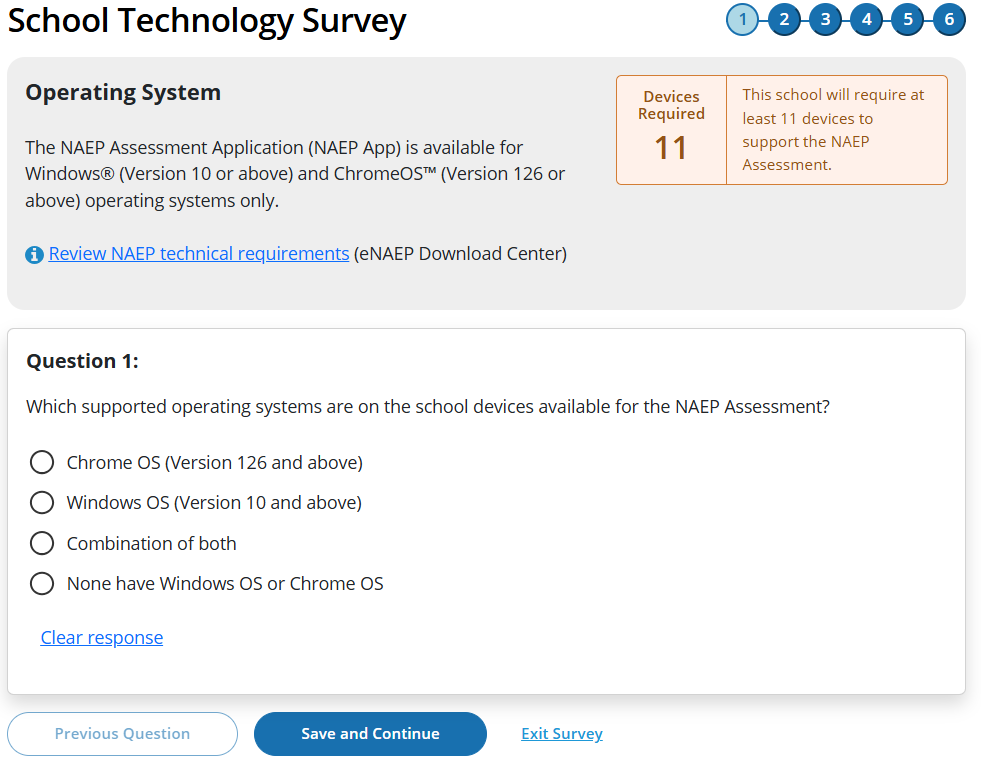 School Technology Survey
1 2 3 4 5 6
Operating System
The NAEP Assessment Application (NAEP App) is available for
Windows® (Version 10 or above) and ChromeOS™ (Version 126 or
above) operating systems only.
Review NAEP technical requirements (eNAEP Download Center)
Devices
Required
11
This school will require at
least 11 devices to
support the NAEP
Assessment.
Question 1:
Which supported operating systems are on the school devices available for the NAEP Assessment?
Chrome OS (Version 126 and above)
Windows OS (Version 10 and above)
Combination of both
None have Windows OS or Chrome OS
Clear response
Previous Question
Save and Continue
Exit Survey